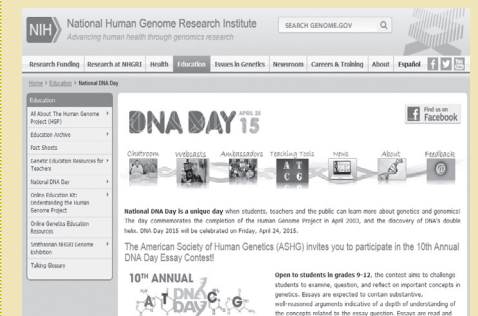 NIH
National Human Genome Research Institute
Advancing human health through genomics research
SEARCH GENOME.GOV
Research Funding
Research at NHGRI
Health
Education
Issues in Genetics
Newsroom
Careers & Training
About
Español
Home > Education > National DNA Day
Education
All About The Human Genome
Project (HGP)
Education Archive
Fact Sheets
Genetic Education Resources for
Teachers
National DNA Day
Online Education Kit:
Understanding the Human
Genome Project
Online Genetics Education
Resources
Smithsonian NHGRI Genome
Exhibition
Talking Glossary
DNA DAY APRIL 25 15
Find us on
Facebook
Chatroom
Webcasts
Ambassadors
Teaching Tools
News
About
Feedback
A T
C G
@
National DNA Day is a unique day when students, teachers and the public can learn more about genetics and genomics!
The day commemorates the completion of the Human Genome Project in April 2003, and the discovery of DNA's double
helix. DNA Day 2015 will be celebrated on Friday, April 24, 2015.
The American Society of Human Genetics (ASHG) invites you to participate in the 10th Annual
DNA Day Essay Contest!
10TH ANNUAL
A T DNA DAY C G
Open to students in grades 9-12, the contest aims to challenge
students to examine, question, and reflect on important concepts in
genetics. Essays are expected to contain substantive,
well-reasoned arguments indicative of a depth of understanding of
the concepts related to the essay question. Essays are read and